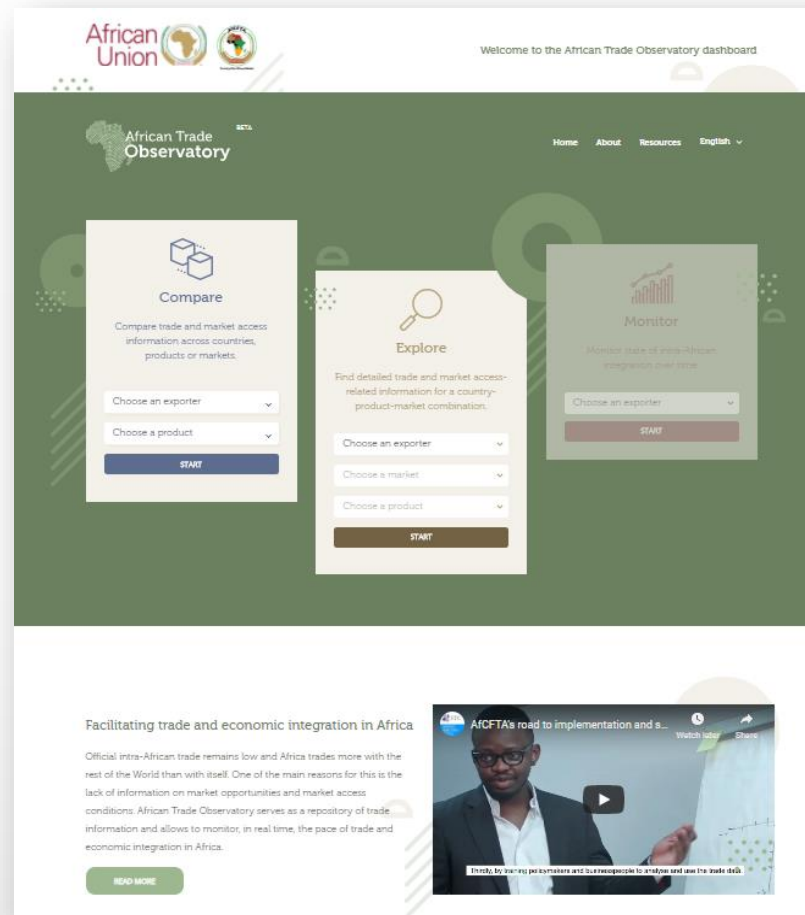 African
Union
Welcome to the African Trade Observatory dashboard
African Trade
Observatory
BETA
Home
About
Resources
English
Compare
Compare trade and market access
information across countries,
products or markets.
Choose an exporter
Choose a product
START
Explore
Find detailed trade and market access-
related information for a country-
product-market combination.
Choose an exporter
Choose a market
Choose a product
START
Monitor
Monitor state of intra-African
integration over time
Choose an exporter
START
Facilitating trade and economic integration in Africa
Official intra-African trade remains low and Africa trades more with the
rest of the World than with itself. One of the main reasons for this is the
lack of information on market opportunities and market access
conditions. African Trade Observatory serves as a repository of trade
information and allows to monitor, in real time, the pace of trade and
economic integration in Africa.
READ MORE
AfCFTA's road to implementation and s...
Watch later
Share
Thirdly, by training policymakers and businesspeople to analyse and use the trade data.